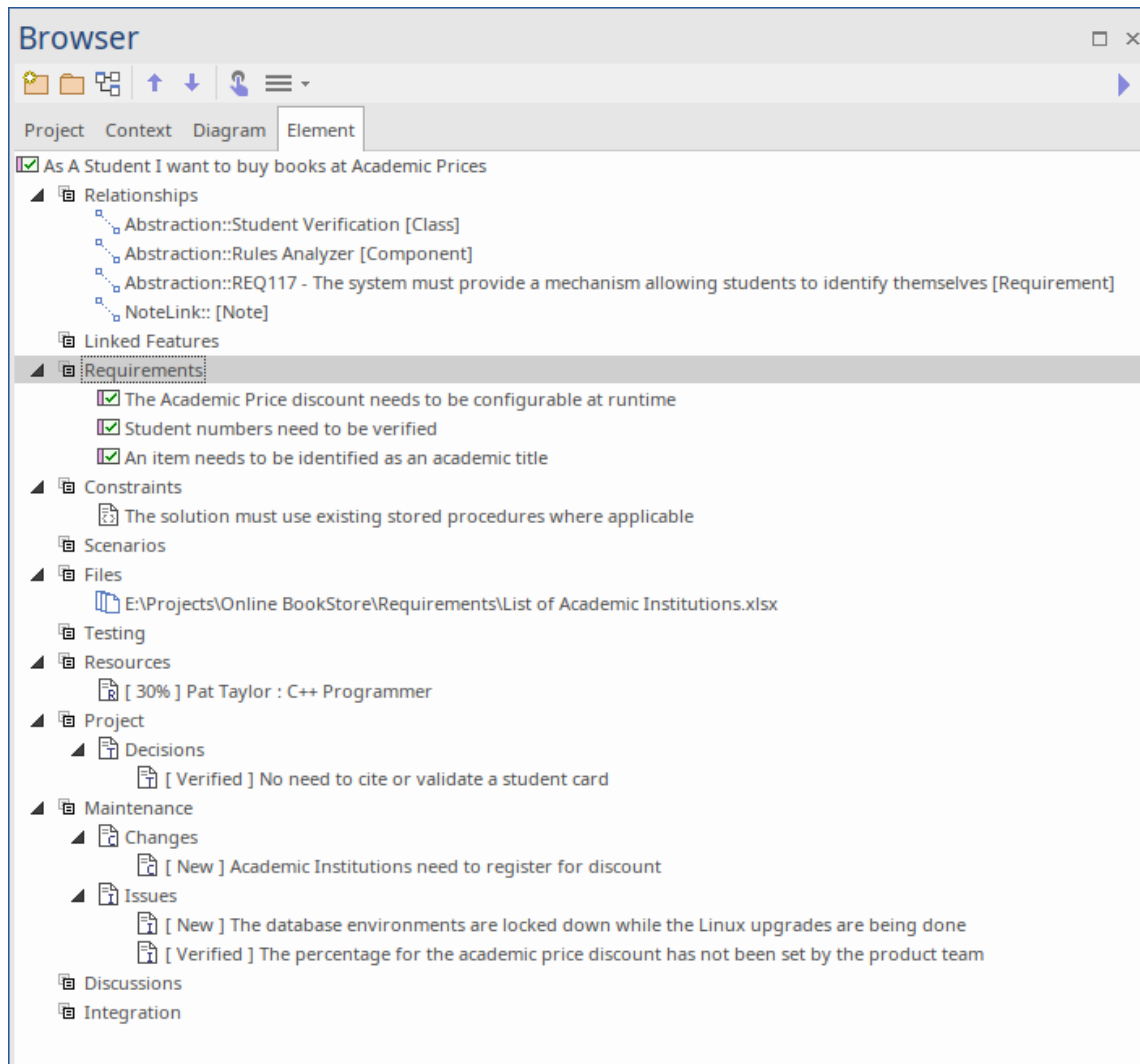 Browser
Project Context Diagram Element
As A Student I want to buy books at Academic Prices
Relationships
Abstraction::Student Verification [Class]
Abstraction::Rules Analyzer [Component]
Abstraction::REQ117 - The system must provide a mechanism allowing students to identify themselves [Requirement]
NoteLink:: [Note]
Linked Features
Requirements
The Academic Price discount needs to be configurable at runtime
Student numbers need to be verified
An item needs to be identified as an academic title
Constraints
The solution must use existing stored procedures where applicable
Scenarios
Files
E:\Projects\Online BookStore\Requirements\List of Academic Institutions.xlsx
Testing
Resources
[ 30% ] Pat Taylor : C++ Programmer
Project
Decisions
[ Verified ] No need to cite or validate a student card
Maintenance
Changes
[ New ] Academic Institutions need to register for discount
Issues
[ New ] The database environments are locked down while the Linux upgrades are being done
[ Verified ] The percentage for the academic price discount has not been set by the product team
Discussions
Integration